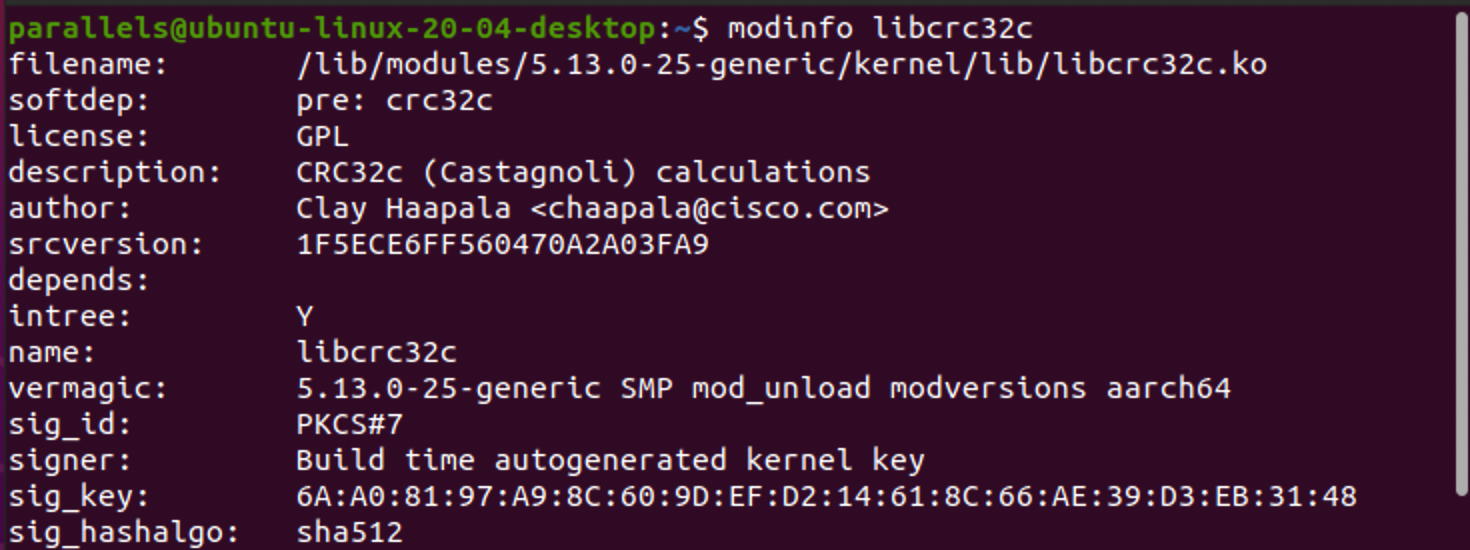 parallels@ubuntu-linux-20-04-desktop:~$ modinfo libcrc32c
filename:       /lib/modules/5.13.0-25-generic/kernel/lib/libcrc32c.ko
softdep:        pre: crc32c
license:        GPL
description:    CRC32c (Castagnoli) calculations
author:         Clay Haapala <chaapala@cisco.com>
srcversion:     1F5ECE6FF560470A2A03FA9
depends:
intree:         Y
name:           libcrc32c
vermagic:       5.13.0-25-generic SMP mod_unload modversions aarch64
sig_id:         PKCS#7
signer:         Build time autogenerated kernel key
sig_key:        6A:A0:81:97:A9:8C:60:9D:EF:D2:14:61:8C:66:AE:39:D3:EB:31:48
sig_hashalgo:   sha512